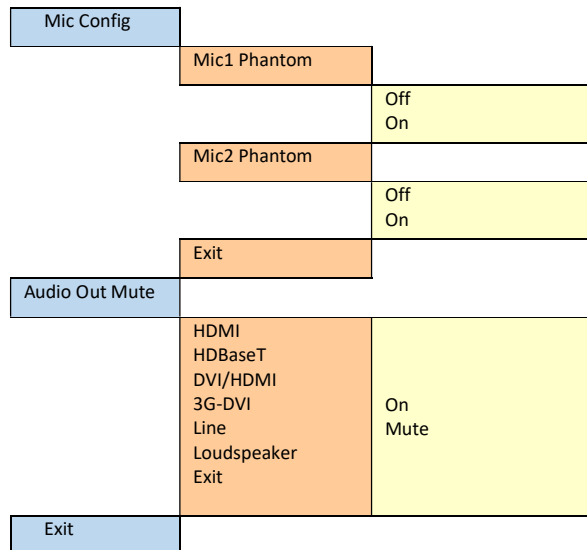 Mic Config
Mic1 Phantom
Off
On
Mic2 Phantom
Off
On
Exit
Audio Out Mute
HDMI
HDBaseT
DVI/HDMI
3G-DVI
Line
Loudspeaker
Exit
On
Mute
Exit